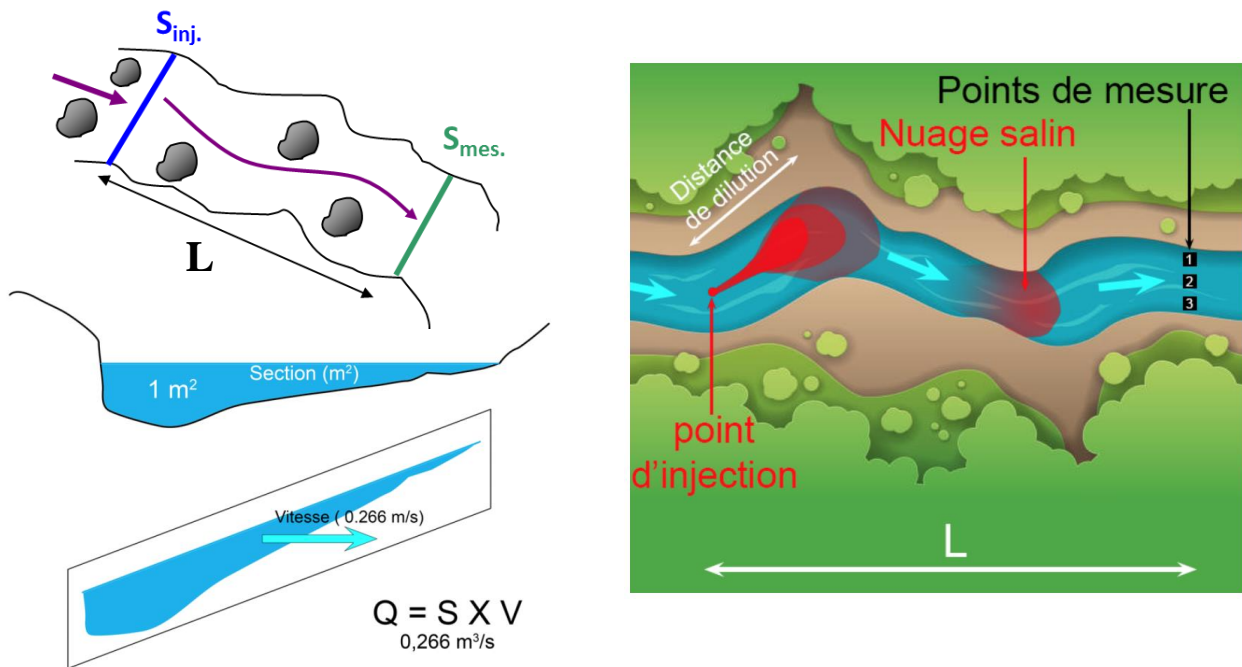 Sinj.
Smes.
L
Section (m²)
1 m²
Vitesse ( 0.266 m/s)
Q = S X V
0,266 m³/s
Points de mesure
Nuage salin
Distance
de dilution
1
2
3
point
d'injection
L